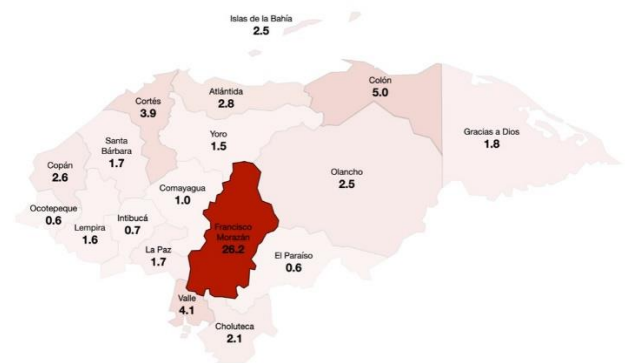 Islas de la Bahía
2.5
Colón
5.0
Atlántida
2.8
Cortés
3.9
Gracias a Dios
1.8
Yoro
1.5
Santa
Bárbara
1.7
Copán
2.6
Olancho
2.5
Comayagua
1.0
Ocotepeque
0.6
Intibucá
0.7
Lempira
1.6
Francisco
Morazán
26.2
La Paz
1.7
El Paraíso
0.6
Valle
4.1
Choluteca
2.1